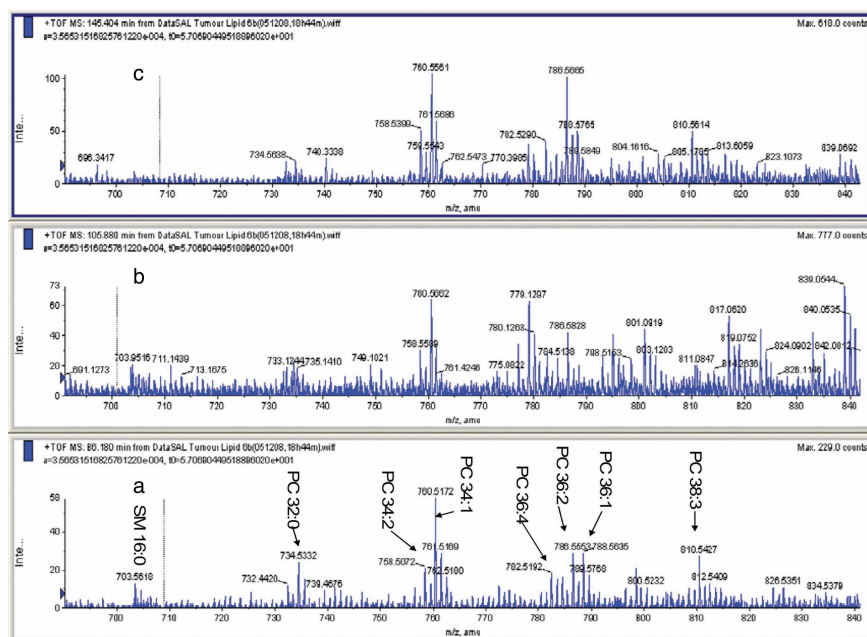 +TOF MS: 145.404 min from DataSAL Tumour Lipid 6b(051208,18h44m).wiff
Max. 618.0 counts
a=3.56531516825761220e-004, t0=5.70690449518896020e+001
c
760.5561
786.5665
100
761.5686
758.5399
788.5765
810.5614
50
782.5290
759.5543
734.5638
740.3338
789.5849
804.1616
813.6059
696.3417
762.5473
770.3985
805.1785
823.1073
839.0692
0
700 710 720 730 740 750 760 770 780 790 800 810 820 830 840
Inte...
m/z, amu
+TOF MS: 105.880 min from DataSAL Tumour Lipid 6b(051208,18h44m).wiff
Max. 777.0 counts
a=3.56531516825761220e-004, t0=5.70690449518896020e+001
b
73
839.0544
760.5662
779.1297
60
817.0620
840.0535
780.1263
786.5828
801.0919
40
758.5589
819.0752
733.1244
735.1410
749.1021
784.5138
798.5153
803.1203
824.0902
842.0812
703.9516
711.1439
20
691.1273
713.1675
761.4246
775.0822
811.0847
814.2636
828.1146
0
700 710 720 730 740 750 760 770 780 790 800 810 820 830 840
Inte...
m/z, amu
+TOF MS: 86.180 min from DataSAL Tumour Lipid 6b(051208,18h44m).wiff
Max. 229.0 counts
a=3.56531516825761220e-004, t0=5.70690449518896020e+001
a
SM 16:0
PC 32:0
PC 34:2
PC 34:1
PC 36:4
PC 36:2
PC 36:1
PC 38:3
58
760.5172
40
734.5332
761.5169
786.5553
788.5635
810.5427
758.5072
20
703.5618
732.4420
739.4676
762.5180
782.5192
789.5768
800.5232
812.5409
826.5351
834.5379
0
700 710 720 730 740 750 760 770 780 790 800 810 820 830 840
Inte...
m/z, amu